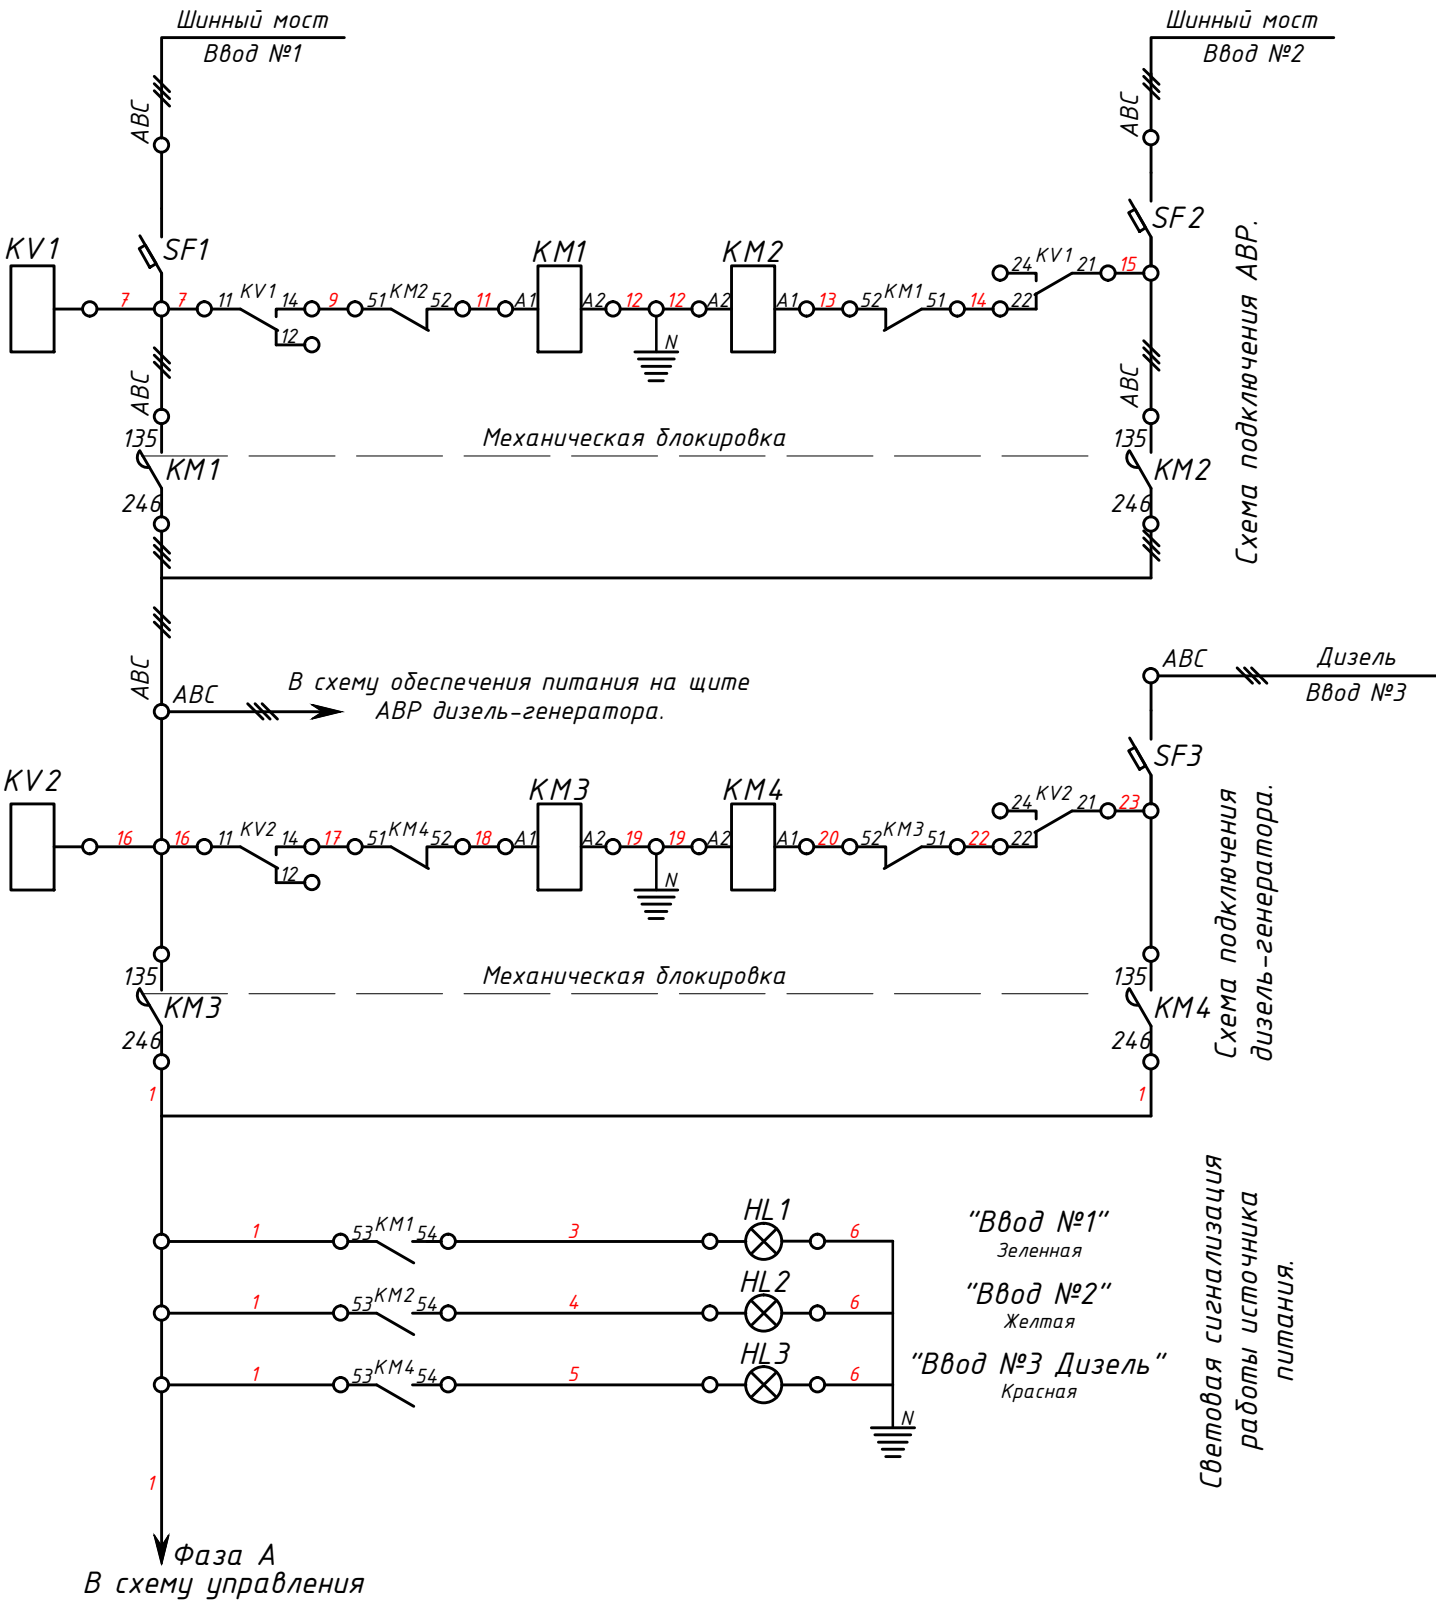 Шинный мост
Ввод №1
Шинный мост
Ввод №2
ABC
ABC
KV1
SF1
KM1
KM2
SF2
7
7
11
KV1
14
12
9
51
KM2
52
11
A1
A2
12
12
A2
A1
13
52
KM1
51
14
22
24
KV1
21
15
N
ABC
ABC
135
KM1
246
Механическая блокировка
135
KM2
246
Схема подключения АВР.
ABC
ABC
В схему обеспечения питания на щите
АВР дизель-генератора.
ABC
Дизель
Ввод №3
KV2
KM3
KM4
SF3
16
16
11
KV2
14
12
17
51
KM4
52
18
A1
A2
19
19
A2
A1
20
52
KM3
51
22
22
24
KV2
21
23
N
135
KM3
246
Механическая блокировка
135
KM4
246
Схема подключения
дизель-генератора.
1
1
1
53
KM1
54
3
HL1
6
"Ввод №1"
Зеленная
1
53
KM2
54
4
HL2
6
"Ввод №2"
Желтая
1
53
KM4
54
5
HL3
6
"Ввод №3 Дизель"
Красная
N
Световая сигнализация
работы источника
питания.
1
Фаза А
В схему управления